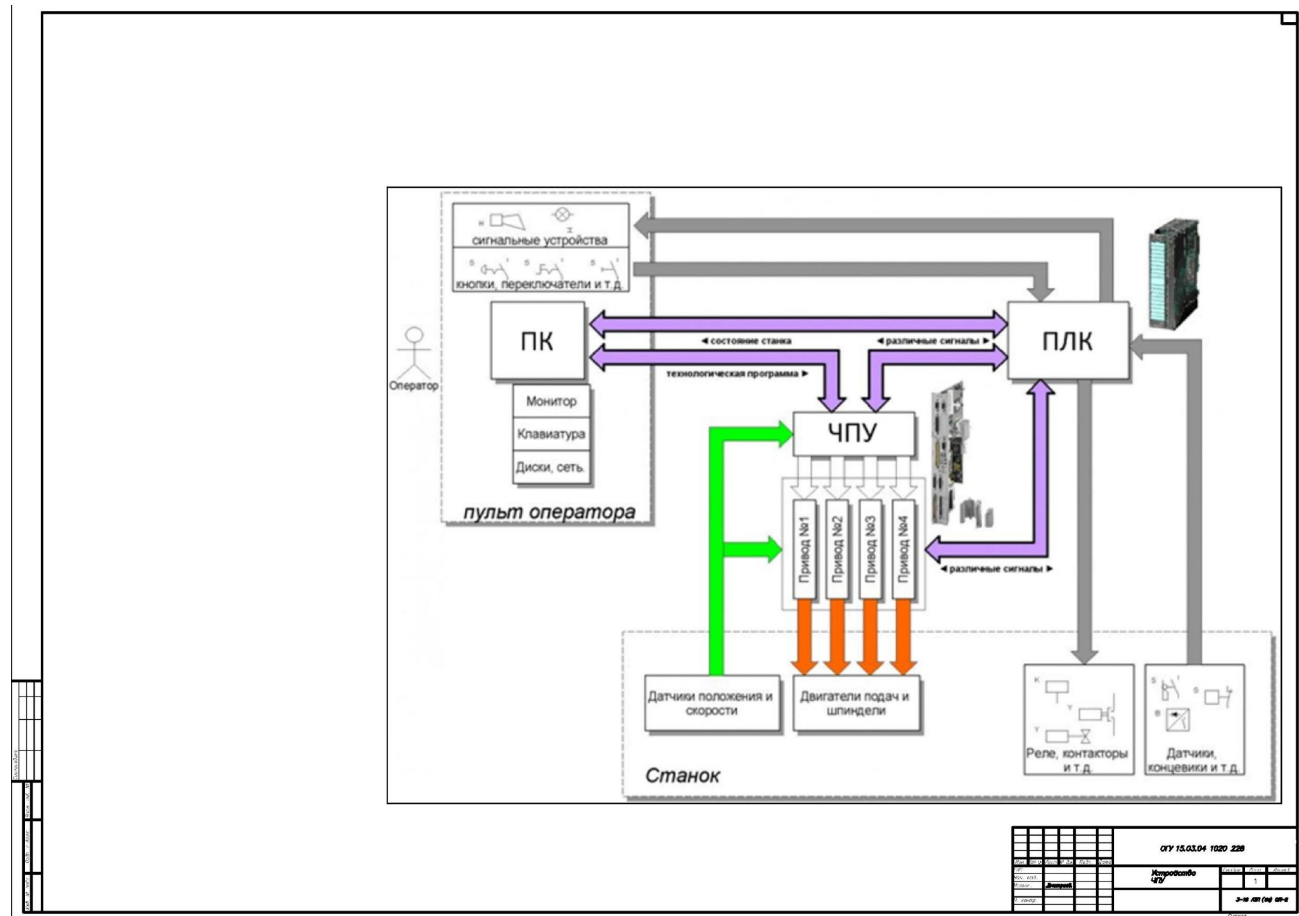 H
сигнальные устройства
S
S
S
кнопки, переключатели и т.д.
ПК
Монитор
Клавиатура
Диски, сеть.
пульт оператора
Оператор
◄ состояние станка
технологическая программа ►
◄ различные сигналы ►
ПЛК
ЧПУ
Привод №1
Привод №2
Привод №3
Привод №4
◄ различные сигналы ►
Датчики положения и
скорости
Двигатели подач и
шпиндели
K
Y
Y
Реле, контакторы
и т.д.
S
S
B
Датчики,
концевики и т.д.
Станок
ОГУ 15.03.04 1020 228
Устройство
ЧПУ
1